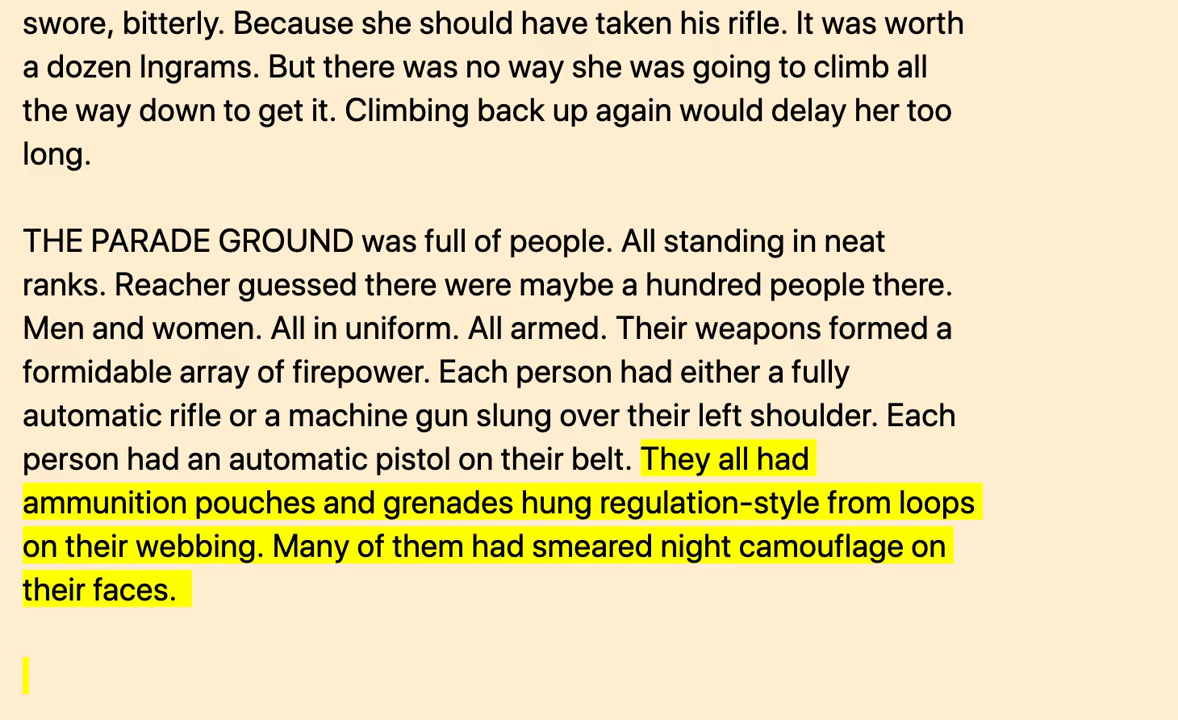 swore, bitterly. Because she should have taken his rifle. It was worth
a dozen Ingrams. But there was no way she was going to climb all
the way down to get it. Climbing back up again would delay her too
long.
THE PARADE GROUND was full of people. All standing in neat
ranks. Reacher guessed there were maybe a hundred people there.
Men and women. All in uniform. All armed. Their weapons formed a
formidable array of firepower. Each person had either a fully
automatic rifle or a machine gun slung over their left shoulder. Each
person had an automatic pistol on their belt. They all had
ammunition pouches and grenades hung regulation-style from loops
on their webbing. Many of them had smeared night camouflage on
their faces.